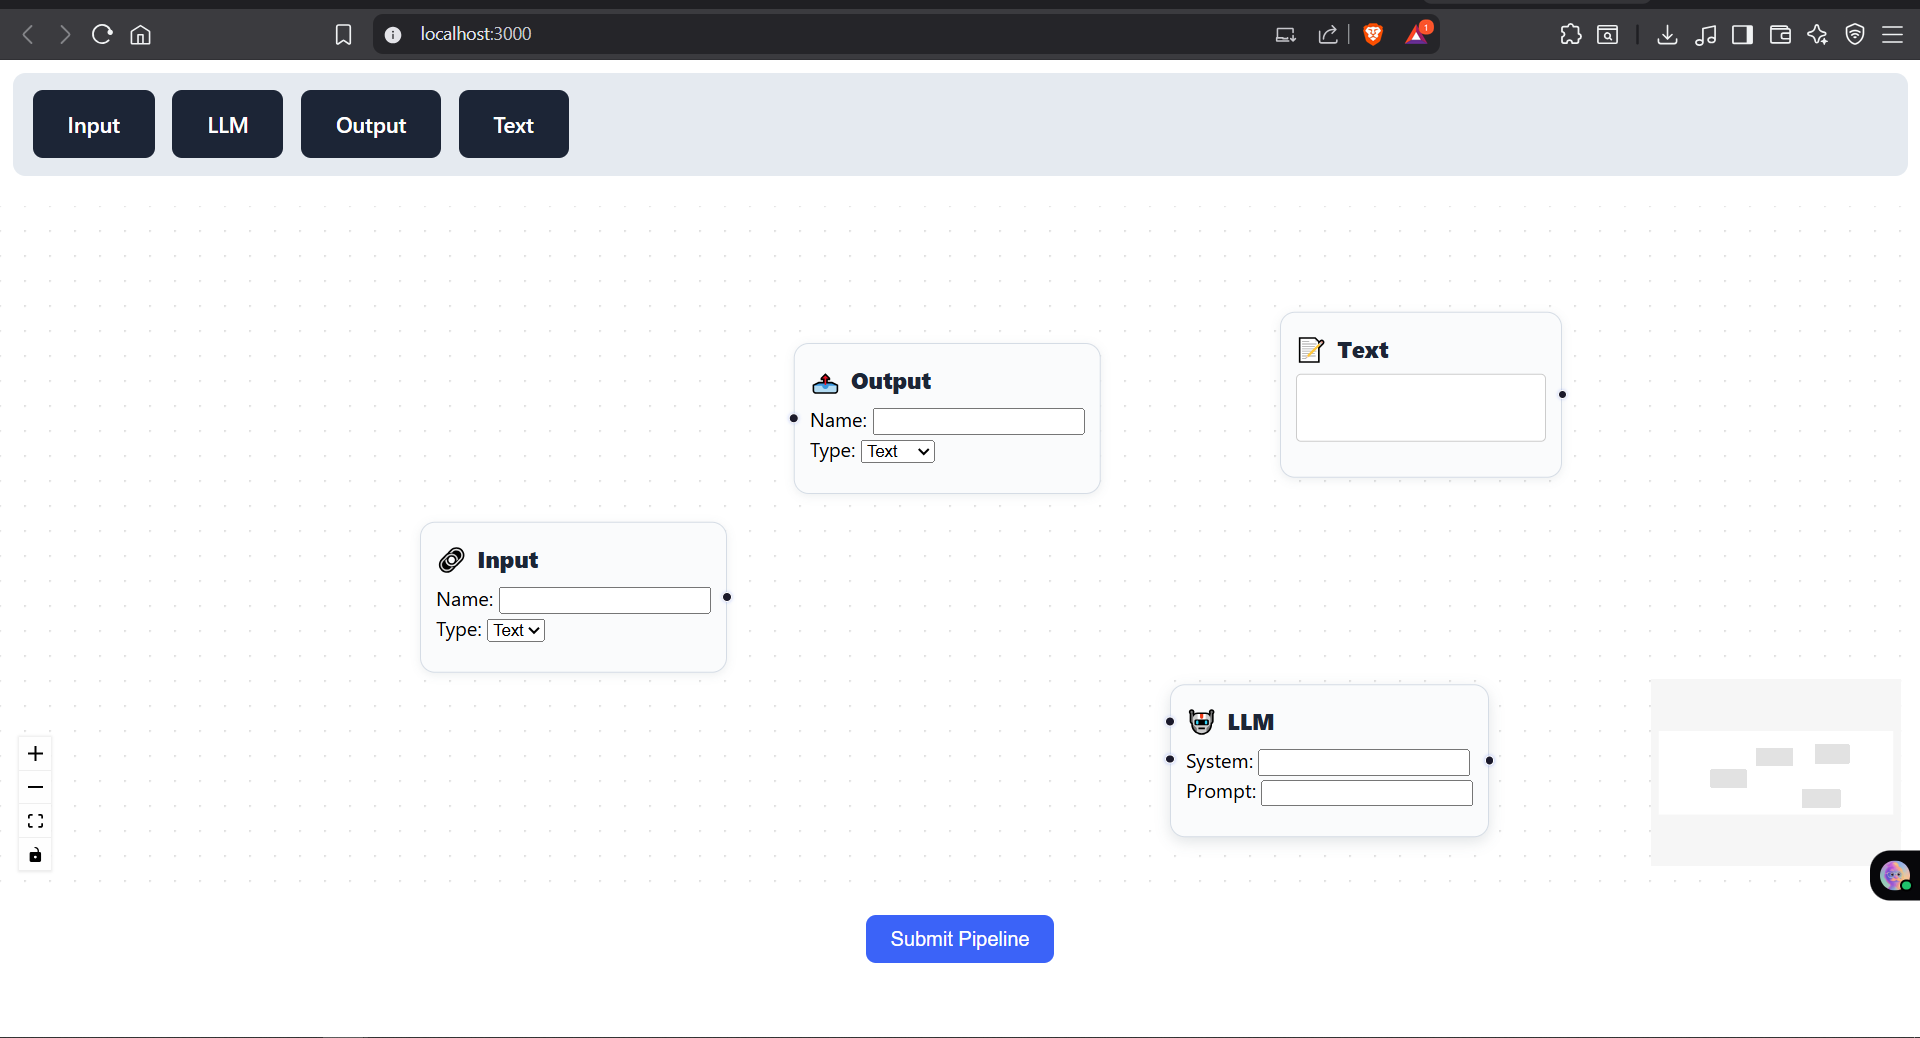 localhost:3000
1
Input
LLM
Output
Text
Text
Output
Name:
Type: Text
Input
Name:
Type: Text
LLM
System:
Prompt:
Submit Pipeline